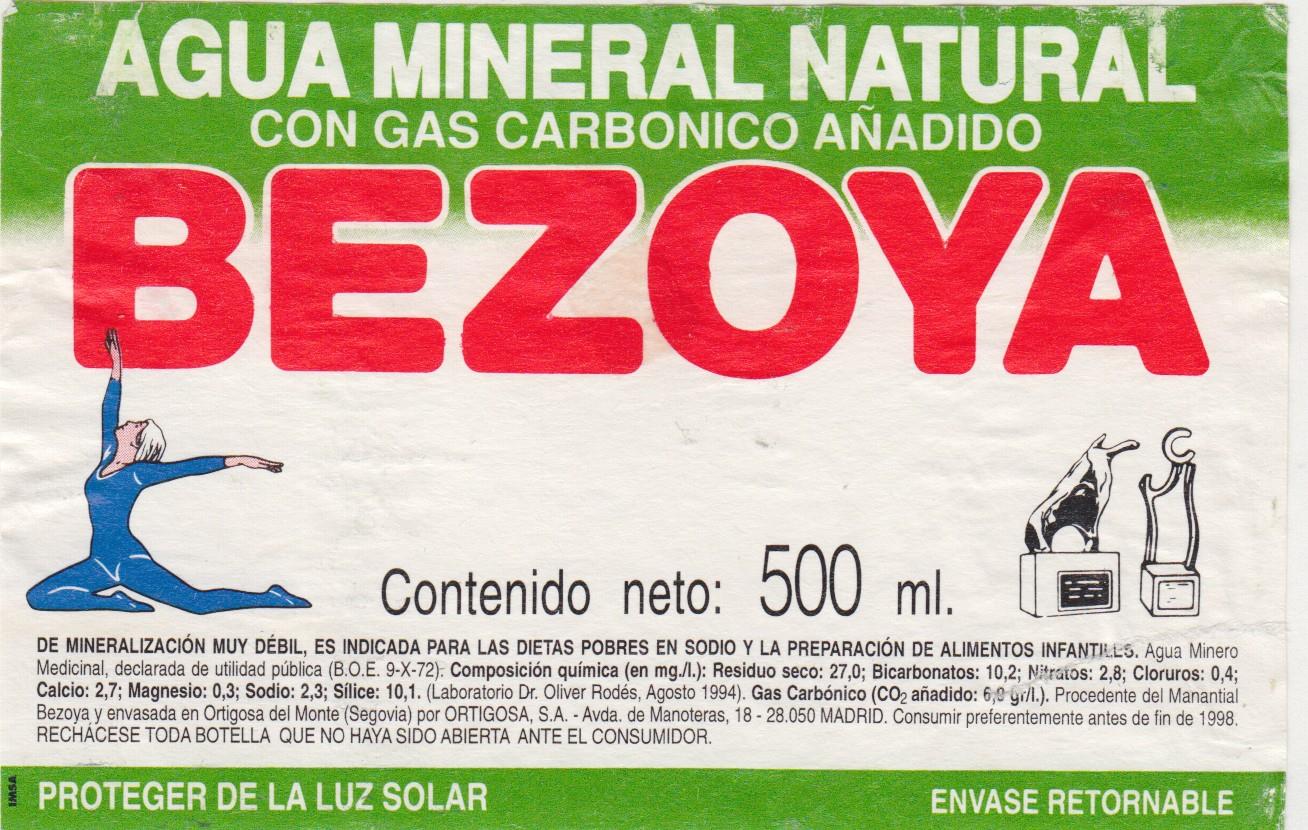 AGUA MINERAL NATURAL
CON GAS CARBONICO AÑADIDO
BEZOYA
Contenido neto: 500 ml.
DE MINERALIZACIÓN MUY DÉBIL, ES INDICADA PARA LAS DIETAS POBRES EN SODIO Y LA PREPARACIÓN DE ALIMENTOS INFANTILES. Agua Minero
Medicinal, declarada de utilidad pública (B.O.E. 9-X-72). Composición química (en mg./l.): Residuo seco: 27,0; Bicarbonatos: 10,2; Nitratos: 2,8; Cloruros: 0,4;
Calcio: 2,7; Magnesio: 0,3; Sodio: 2,3; Sílice: 10,1. (Laboratorio Dr. Oliver Rodés, Agosto 1994). Gas Carbónico (CO₂ añadido: gr/l.). Procedente del Manantial
Bezoya y envasada en Ortigosa del Monte (Segovia) por ORTIGOSA, S.A. - Avda. de Manoteras, 18 - 28.050 MADRID. Consumir preferentemente antes de fin de 1998.
RECHÁCESE TODA BOTELLA QUE NO HAYA SIDO ABIERTA ANTE EL CONSUMIDOR.
IMSA
PROTEGER DE LA LUZ SOLAR
ENVASE RETORNABLE